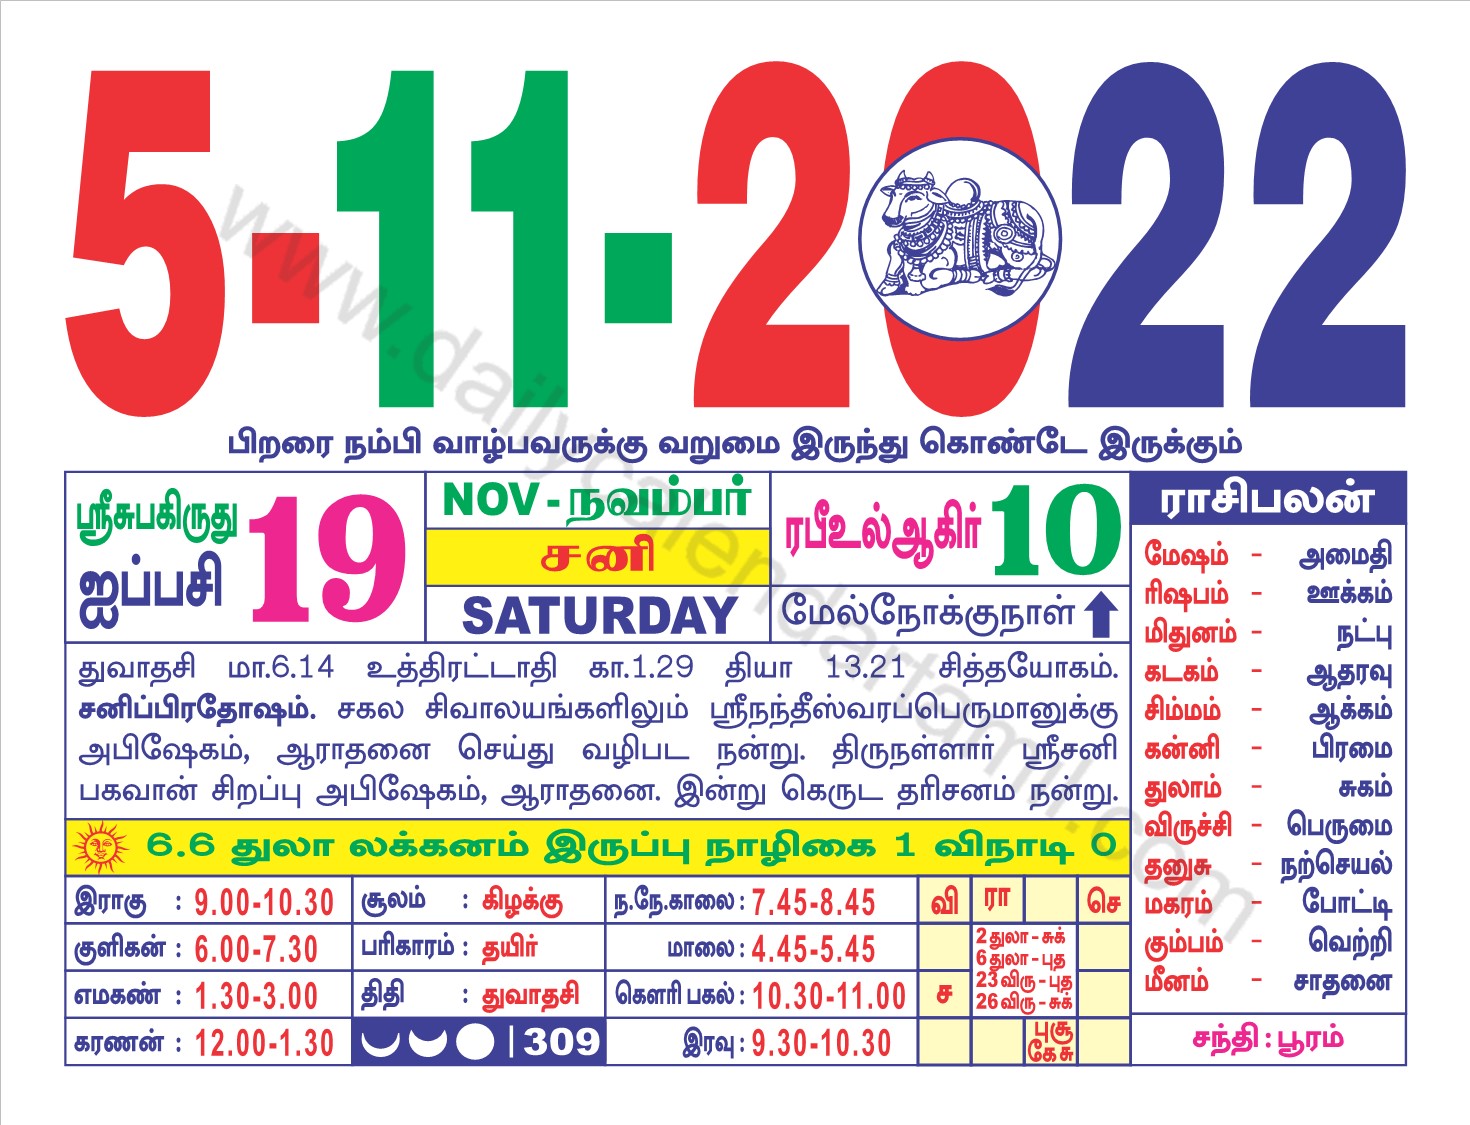 5-11-2022
பிறரை நம்பி வாழ்பவருக்கு வறுமை இருந்து கொண்டே இருக்கும்
ஸ்ரீசுபகிருது
ஐப்பசி 19
NOV - நவம்பர்
சனி
SATURDAY
ரபீஉல்ஆகிர் 10
மேல்நோக்குநாள்
துவாதசி மா.6.14 உத்திரட்டாதி கா.1.29 தியா 13.21 சித்தயோகம்.
சனிப்பிரதோஷம். சகல சிவாலயங்களிலும் ஸ்ரீநந்தீஸ்வரப்பெருமானுக்கு
அபிஷேகம், ஆராதனை செய்து வழிபட நன்று. திருநள்ளார் ஸ்ரீசனி
பகவான் சிறப்பு அபிஷேகம், ஆராதனை. இன்று கெருட தரிசனம் நன்று.
6.6 துலா லக்கனம் இருப்பு நாழிகை 1 விநாடி 0
இராகு : 9.00-10.30
குளிகன் : 6.00-7.30
எமகண் : 1.30-3.00
கரணன் : 12.00-1.30
சூலம் : கிழக்கு
பரிகாரம் : தயிர்
திதி : துவாதசி
309
ந.நே.காலை : 7.45-8.45
மாலை : 4.45-5.45
கௌரி பகல் : 10.30-11.00
இரவு : 9.30-10.30
வி ரா செ
2 துலா - சுக்
6 துலா - புத
23 விரு - புத
26 விரு - சுக்
ச
பு சூ
கே சு
ராசிபலன்
மேஷம் - அமைதி
ரிஷபம் - ஊக்கம்
மிதுனம் - நட்பு
கடகம் - ஆதரவு
சிம்மம் - ஆக்கம்
கன்னி - பிரமை
துலாம் - சுகம்
விருச்சி - பெருமை
தனுசு - நற்செயல்
மகரம் - போட்டி
கும்பம் - வெற்றி
மீனம் - சாதனை
சந்தி : பூரம்
www.dailycalendartamil.com